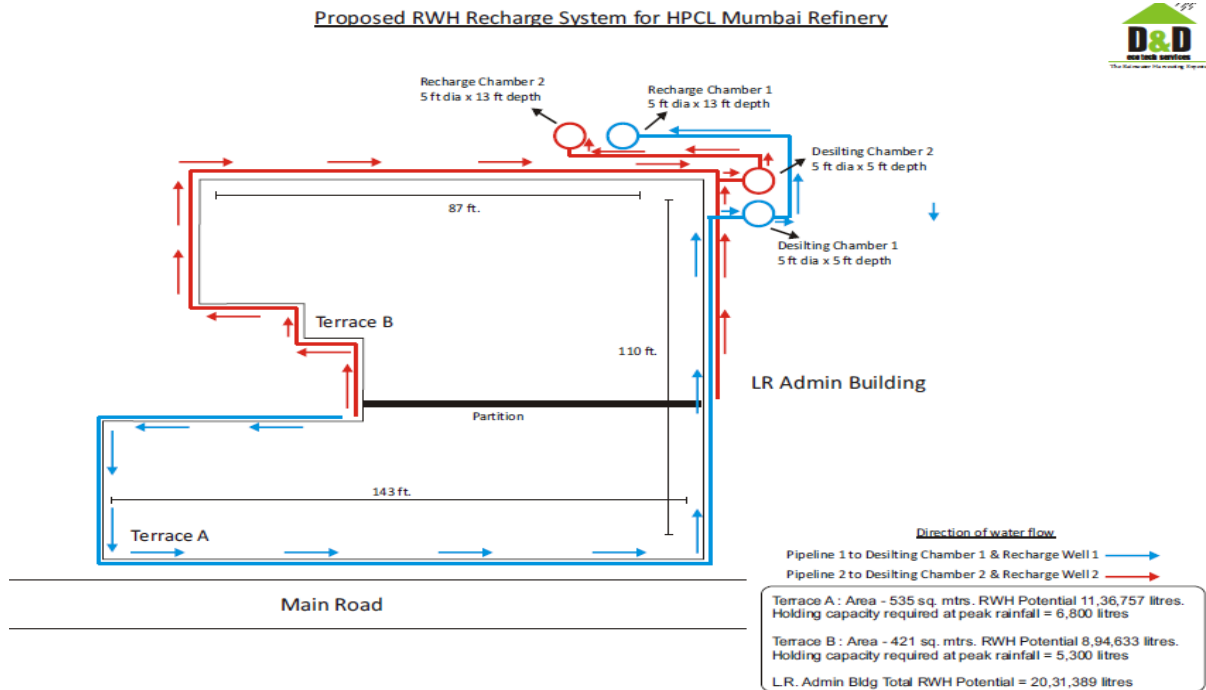 Proposed RWH Recharge System for HPCL Mumbai Refinery
D&D
ecotech services
The Rainwater Harvesting Experts
Recharge Chamber 2
5 ft dia x 13 ft depth
Recharge Chamber 1
5 ft dia x 13 ft depth
Desilting Chamber 2
5 ft dia x 5 ft depth
87 ft.
Desilting Chamber 1
5 ft dia x 5 ft depth
Terrace B
110 ft.
LR Admin Building
Partition
143 ft.
Terrace A
Main Road
Direction of water flow
Pipeline 1 to Desilting Chamber 1 & Recharge Well 1
Pipeline 2 to Desilting Chamber 2 & Recharge Well 2
Terrace A : Area - 535 sq. mtrs. RWH Potential 11,36,757 litres.
Holding capacity required at peak rainfall = 6,800 litres
Terrace B : Area - 421 sq. mtrs. RWH Potential 8,94,633 litres.
Holding capacity required at peak rainfall = 5,300 litres
L.R. Admin Bldg Total RWH Potential = 20,31,389 litres